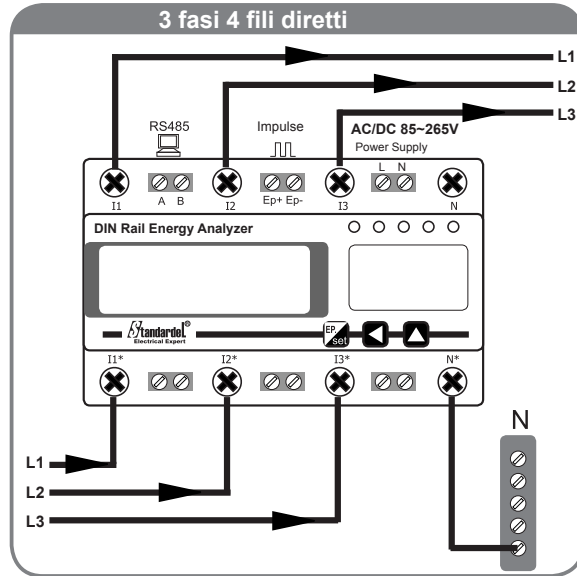 3 fasi 4 fili diretti
L1
L2
L3
RS485
Impulse
AC/DC 85~265V
Power Supply
L N
I1
A B
I2
Ep+ Ep-
I3
N
DIN Rail Energy Analyzer
Standardel®
Electrical Expert
EP.
set
I1*
I2*
I3*
N*
N
L1
L2
L3